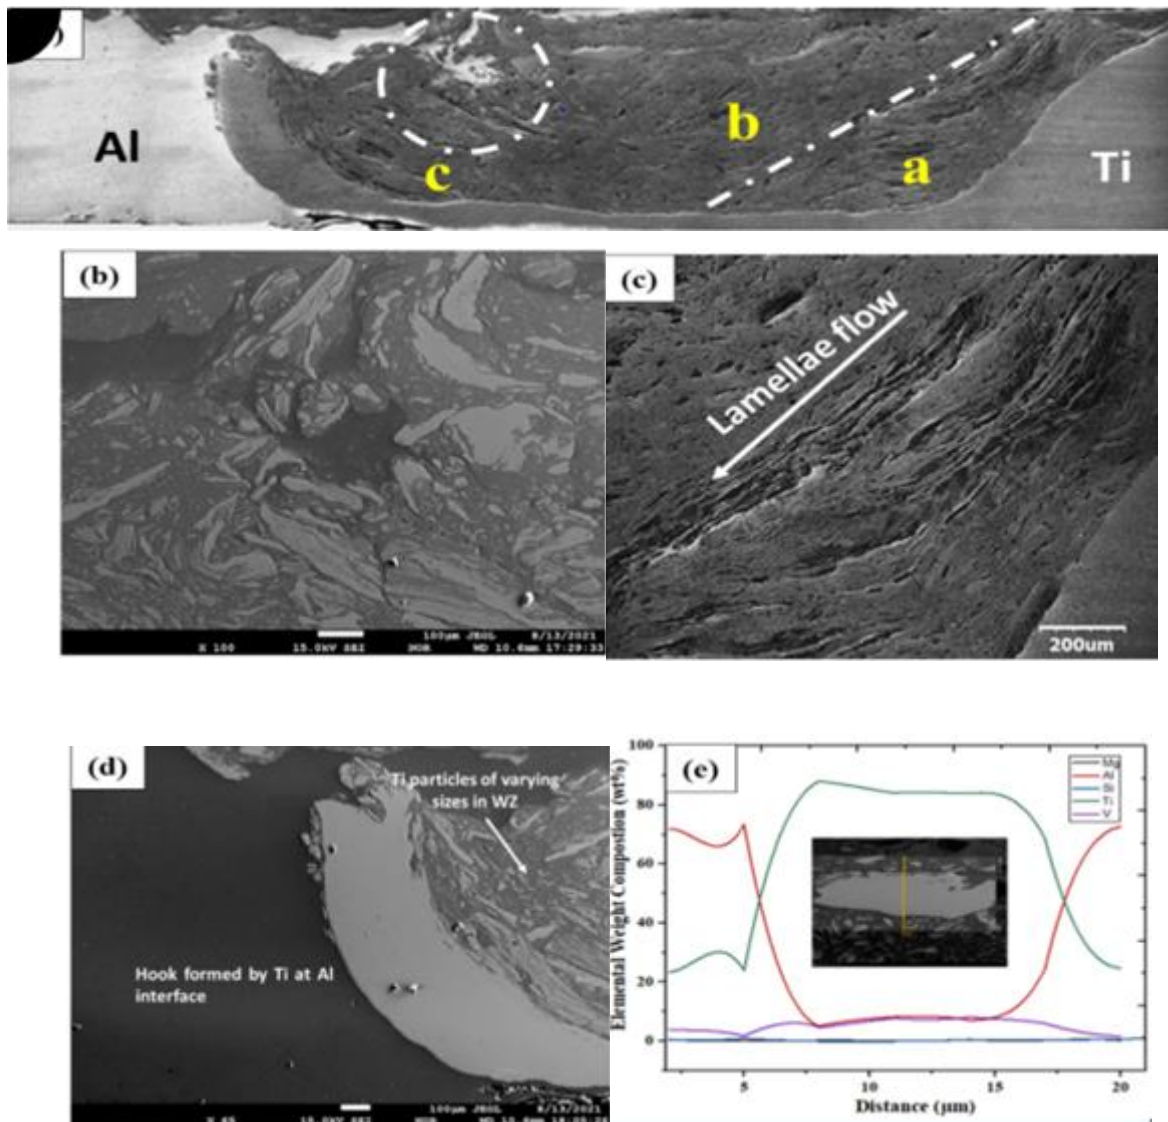 )
Al
c
b
a
Ti
(b)
100µm JEOL 8/13/2021
X 100 15.0kV SEI WD 10.6mm 17:29:33
(c)
Lamellae flow
200um
(d)
Ti particles of varying
sizes in WZ
Hook formed by Ti at Al
interface
100µm JEOL 8/13/2021
(e)
100
80
60
40
20
0
Elemental Weight Compostion (wt%)
Mg
Al
Si
Ti
V
5
10
15
20
Distance (µm)